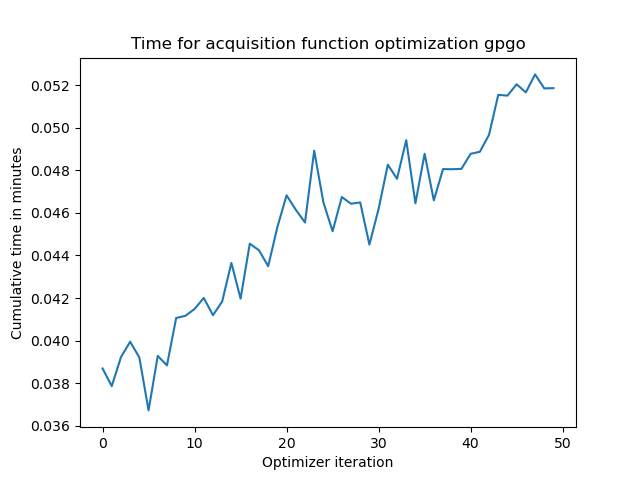 Time for acquisition function optimization gpgo
0.052
0.050
0.048
0.046
0.044
0.042
0.040
0.038
0.036
Cumulative time in minutes
0 10 20 30 40 50
Optimizer iteration